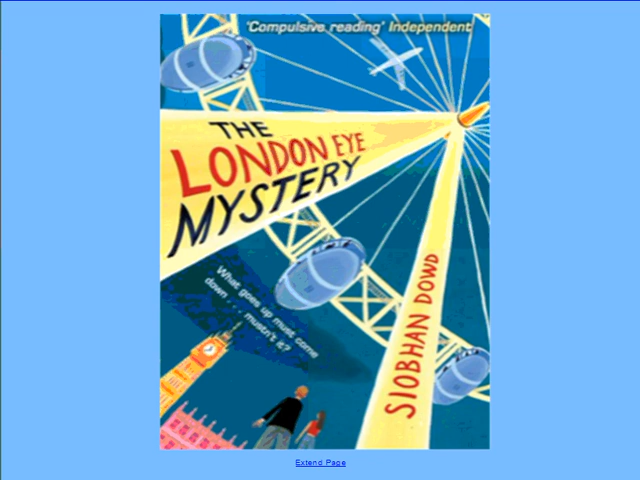 'Compulsive reading' Independent
THE
LONDON EYE
MYSTERY
What goes up must come
down . . . mustn't it?
SIOBHAN DOWD
Extend Page